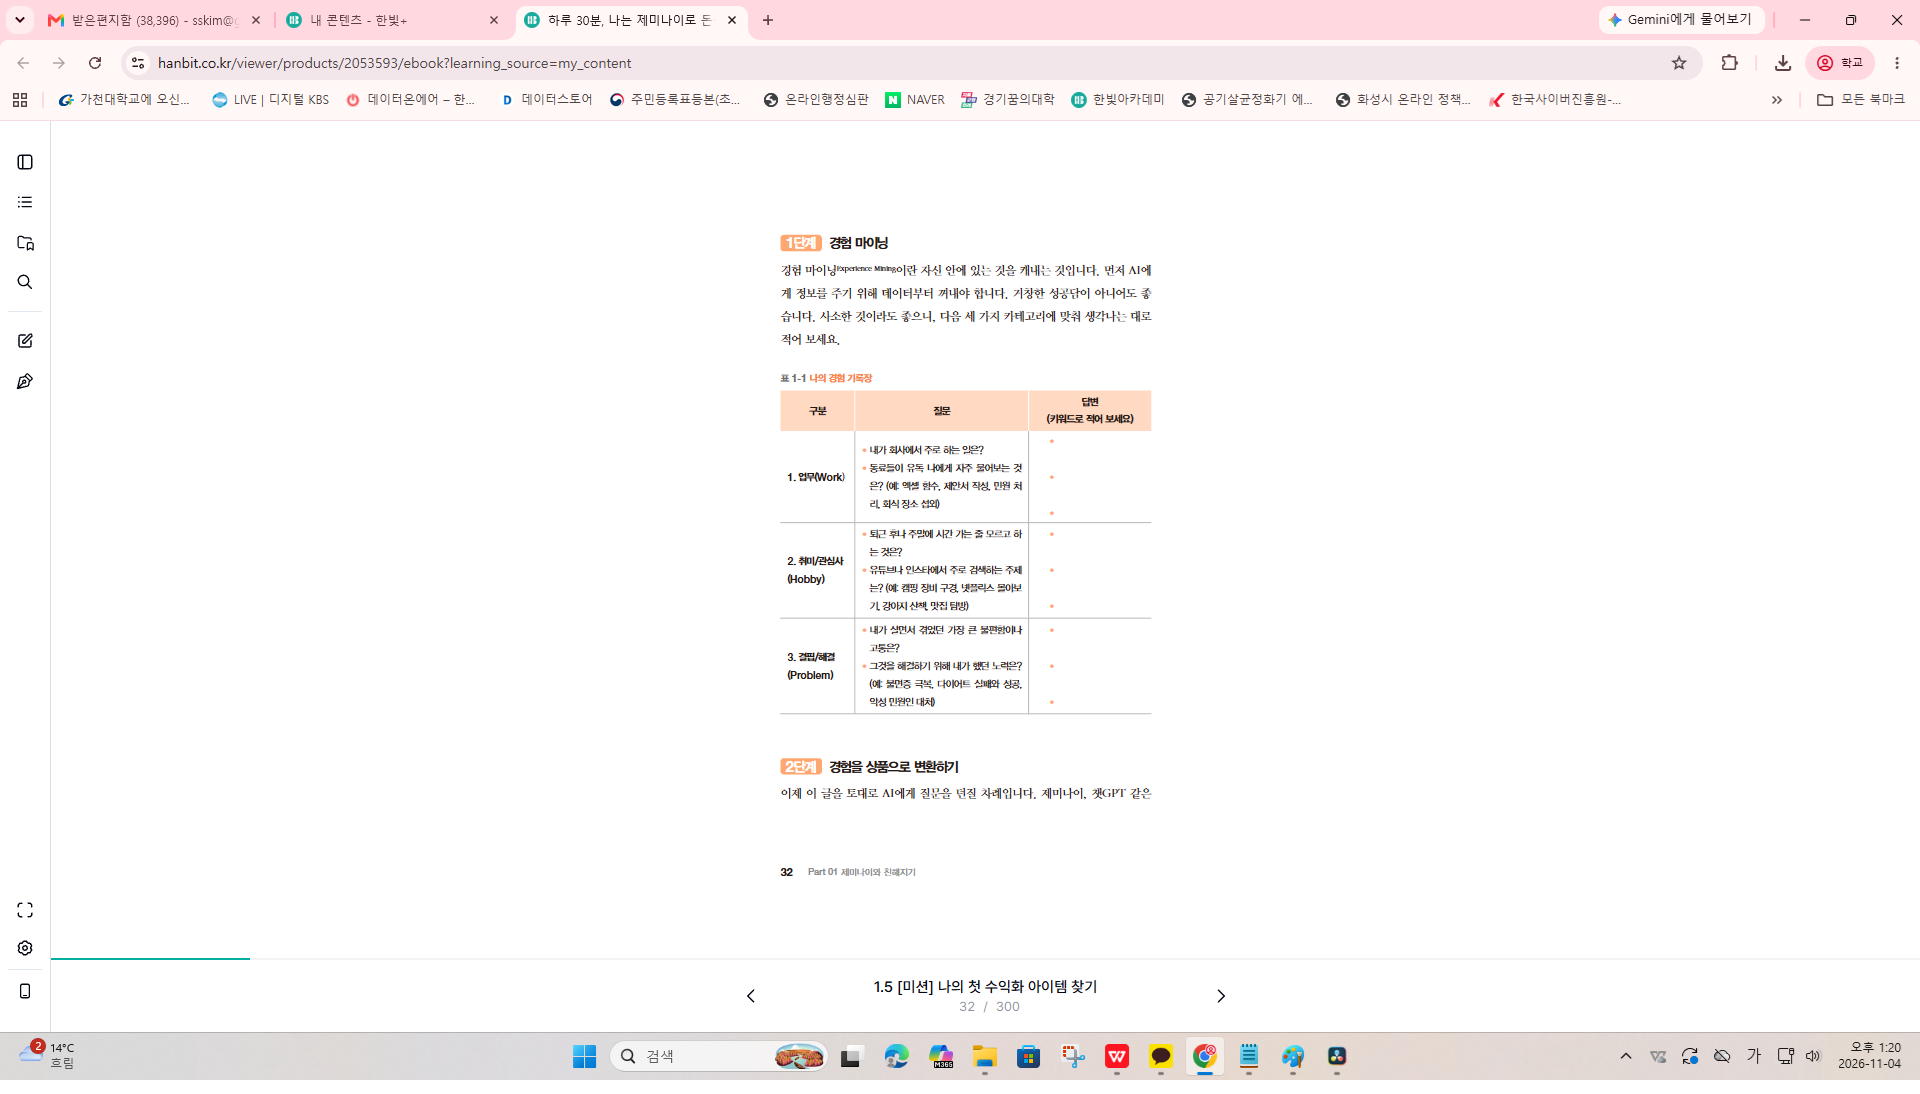 받은편지함 (38,396) - sskim@g
내 콘텐츠 - 한빛+
하루 30분, 나는 제미나이로 돈
Gemini에게 물어보기
hanbit.co.kr/viewer/products/2053593/ebook?learning_source=my_content
학교
가천대학교에 오신...
LIVE | 디지털 KBS
데이터온에어 – 한...
데이터스토어
주민등록표등본(초...
온라인행정심판
NAVER
경기꿈의대학
한빛아카데미
공기살균정화기 에...
화성시 온라인 정책...
한국사이버진흥원-...
모든 북마크
1단계 경험 마이닝
경험 마이닝Experience Mining이란 자신 안에 있는 것을 캐내는 것입니다. 먼저 AI에
게 정보를 주기 위해 데이터부터 꺼내야 합니다. 거창한 성공담이 아니어도 좋
습니다. 사소한 것이라도 좋으니, 다음 세 가지 카테고리에 맞춰 생각나는 대로
적어 보세요.
표 1-1 나의 경험 기록장
구분
질문
답변
(키워드로 적어 보세요)
1. 업무(Work)
• 내가 회사에서 주로 하는 일은?
• 동료들이 유독 나에게 자주 물어보는 것
은? (예: 엑셀 함수, 제안서 작성, 민원 처
리, 회식 장소 섭외)
2. 취미/관심사
(Hobby)
• 퇴근 후나 주말에 시간 가는 줄 모르고 하
는 것은?
• 유튜브나 인스타에서 주로 검색하는 주제
는? (예: 캠핑 장비 구경, 넷플릭스 몰아보
기, 강아지 산책, 맛집 탐방)
3. 결핍/해결
(Problem)
• 내가 살면서 겪었던 가장 큰 불편함이나
고통은?
• 그것을 해결하기 위해 내가 했던 노력은?
(예: 불면증 극복, 다이어트 실패와 성공,
악성 민원인 대처)
2단계 경험을 상품으로 변환하기
이제 이 글을 토대로 AI에게 질문을 던질 차례입니다. 제미나이, 챗GPT 같은
32 Part 01 제미나이와 친해지기
1.5 [미션] 나의 첫 수익화 아이템 찾기
32 / 300
2
14°C
흐림
검색
M365
가
오후 1:20
2026-11-04